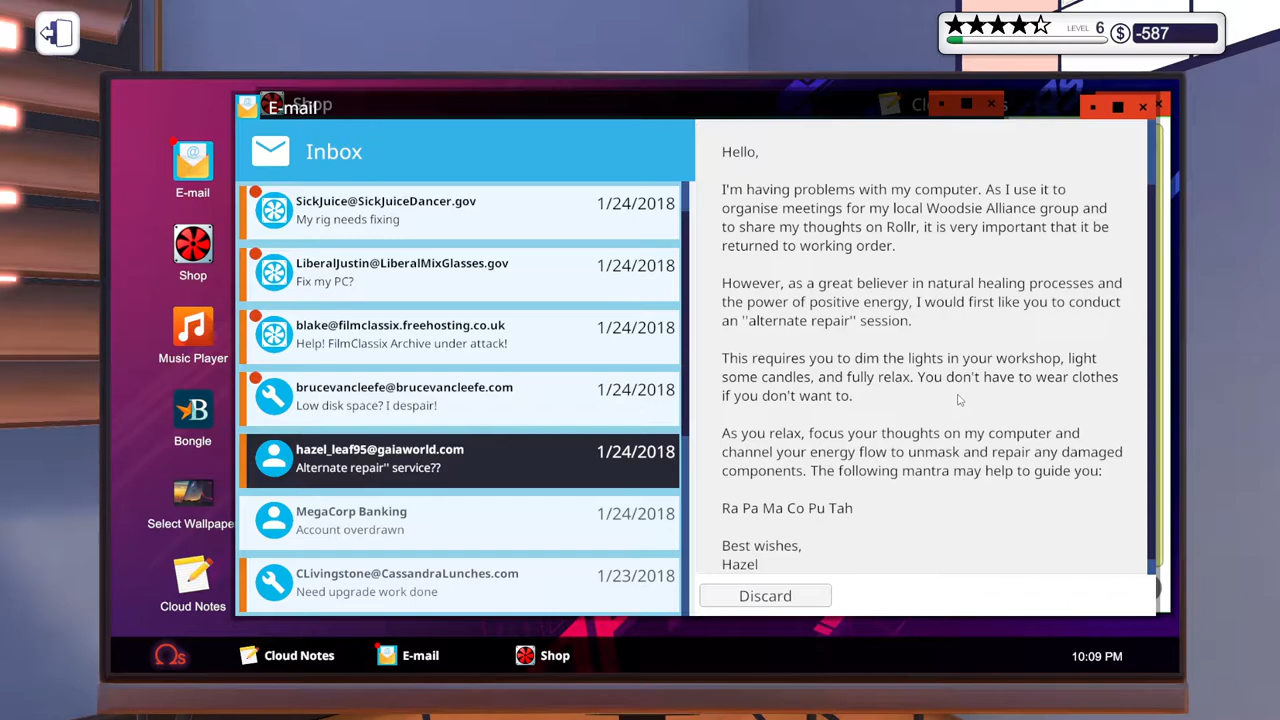 LEVEL 6 $ -587
Shop
E-mail
Inbox
SickJuice@SickJuiceDancer.gov 1/24/2018
My rig needs fixing
LiberalJustin@LiberalMixGlasses.gov 1/24/2018
Fix my PC?
blake@filmclassix.freehosting.co.uk 1/24/2018
Help! FilmClassix Archive under attack!
brucevancleefe@brucevancleefe.com 1/24/2018
Low disk space? I despair!
hazel_leaf95@gaiaworld.com 1/24/2018
Alternate repair" service??
MegaCorp Banking 1/24/2018
Account overdrawn
CLivingstone@CassandraLunches.com 1/23/2018
Need upgrade work done
Hello,
I'm having problems with my computer. As I use it to
organise meetings for my local Woodsie Alliance group and
to share my thoughts on Rollr, it is very important that it be
returned to working order.
However, as a great believer in natural healing processes and
the power of positive energy, I would first like you to conduct
an "alternate repair" session.
This requires you to dim the lights in your workshop, light
some candles, and fully relax. You don't have to wear clothes
if you don't want to.
As you relax, focus your thoughts on my computer and
channel your energy flow to unmask and repair any damaged
components. The following mantra may help to guide you:
Ra Pa Ma Co Pu Tah
Best wishes,
Hazel
Discard
E-mail
Shop
Music Player
Bongle
Select Wallpape
Cloud Notes
Os
Cloud Notes
E-mail
Shop
10:09 PM